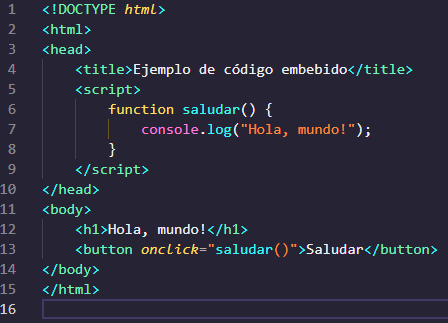 1 <!DOCTYPE html>
2 <html>
3 <head>
4     <title>Ejemplo de código embebido</title>
5     <script>
6         function saludar() {
7             console.log("Hola, mundo!");
8         }
9     </script>
10 </head>
11 <body>
12     <h1>Hola, mundo!</h1>
13     <button onclick="saludar()">Saludar</button>
14 </body>
15 </html>
16